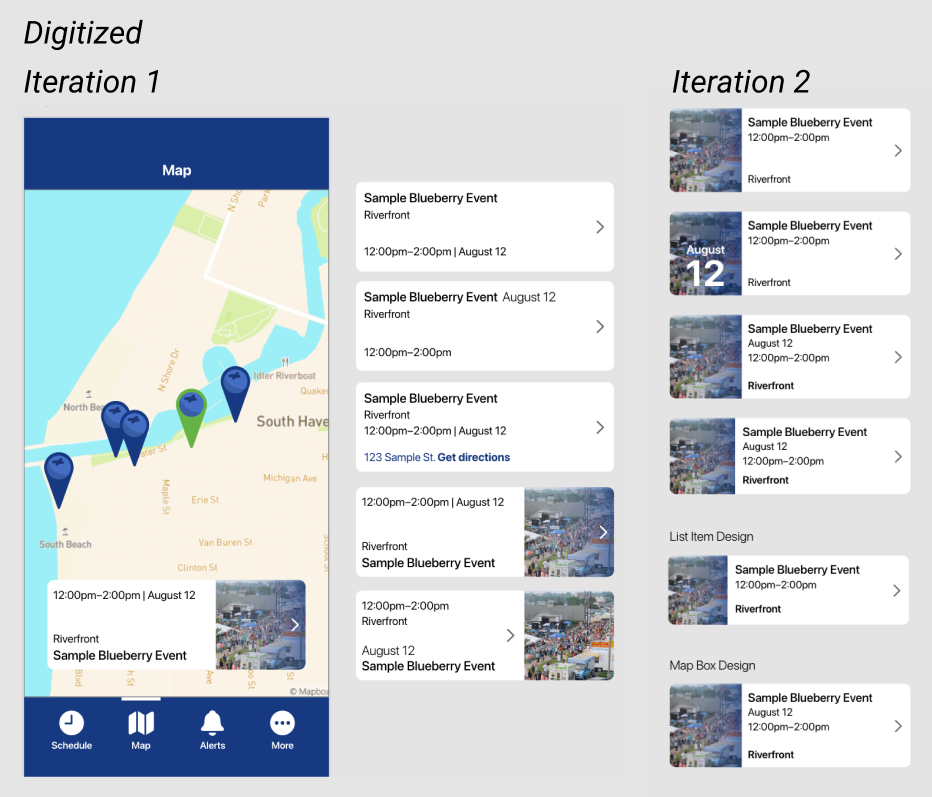 Digitized
Iteration 1
Iteration 2
Map
N Sho
Park
N Shore Dr
Idler Riverboat
Quaker
North Bea
South Have
ater St
Maple St
Michigan Ave
H
Erie St
South Beach
Van Buren St
Clinton St
12:00pm–2:00pm | August 12
Riverfront
Sample Blueberry Event
Blvd
h St
Ave
St
© Mapbox
Schedule
Map
Alerts
More
Sample Blueberry Event
Riverfront
12:00pm–2:00pm | August 12
Sample Blueberry Event August 12
Riverfront
12:00pm–2:00pm
Sample Blueberry Event
Riverfront
12:00pm–2:00pm | August 12
123 Sample St. Get directions
12:00pm–2:00pm | August 12
Riverfront
Sample Blueberry Event
12:00pm–2:00pm
Riverfront
August 12
Sample Blueberry Event
Sample Blueberry Event
12:00pm–2:00pm
Riverfront
August
12
Sample Blueberry Event
12:00pm–2:00pm
Riverfront
Sample Blueberry Event
August 12
12:00pm–2:00pm
Riverfront
Sample Blueberry Event
August 12
12:00pm–2:00pm
Riverfront
List Item Design
Sample Blueberry Event
12:00pm–2:00pm
Riverfront
Map Box Design
Sample Blueberry Event
August 12
12:00pm–2:00pm
Riverfront